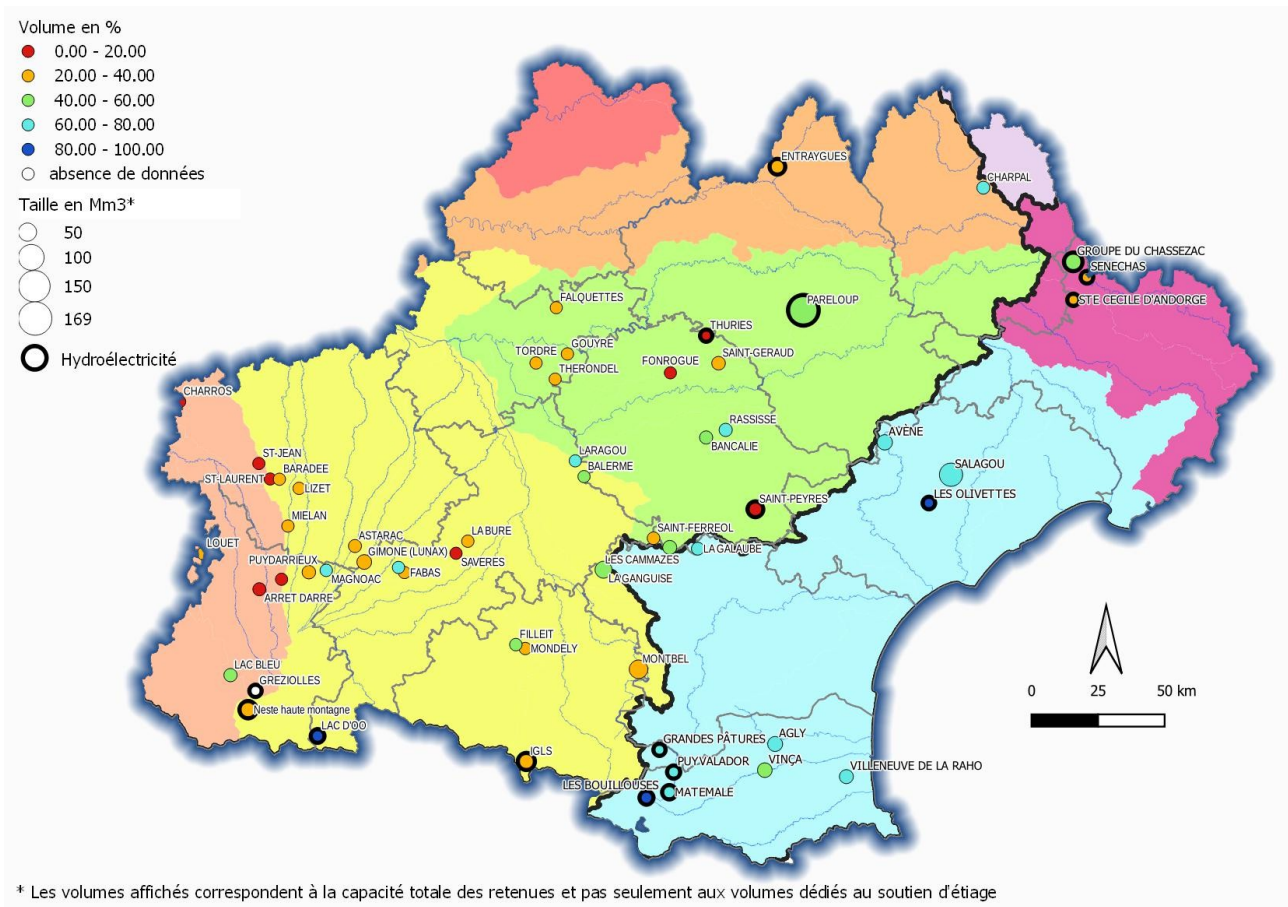 Volume en %
0.00 - 20.00
20.00 - 40.00
40.00 - 60.00
60.00 - 80.00
80.00 - 100.00
absence de données
Taille en Mm3*
50
100
150
169
Hydroélectricité
ENTRAYGUES
CHARPAL
GROUPE DU CHASSEZAC
SENECHAS
STE CECILE D'ANDORGE
FALQUETTES
PARELOUP
THURIES
GOUYRE
TORDRE
THERONDEL
FONROGUE
SAINT-GERAUD
CHARROS
RASSISSE
BANCALIE
AVÈNE
LARAGOU
BALERME
ST-JEAN
BARADEE
ST-LAURENT
LIZET
SALAGOU
LES OLIVETTES
SAINT-PEYRES
MIELAN
LOUET
ASTARAC
LA BURE
GIMONE (LUNAX)
SAVERES
PUYDARRIEUX
MAGNOAC
FABAS
ARRET DARRE
SAINT-FERREOL
LES CAMMAZES
LA GALAUBE
LA GANGUISE
FILLEIT
MONDELY
MONTBEL
LAC BLEU
GREZIOLLES
Neste haute montagne
LAC D'OO
IGLS
GRANDES PÂTURES
AGLY
PUYVALADOR
VINÇA
VILLENEUVE DE LA RAHO
LES BOUILLOUSES
MATEMALE
0 25 50 km
* Les volumes affichés correspondent à la capacité totale des retenues et pas seulement aux volumes dédiés au soutien d'étiage